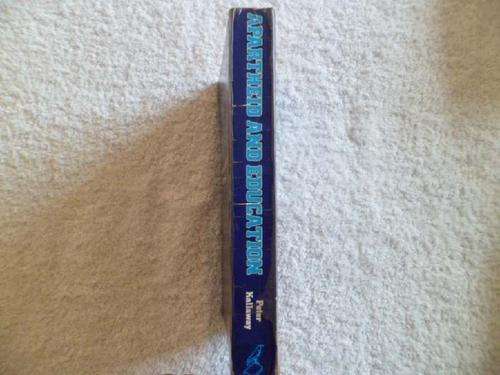 APARTHEID AND EDUCATION
Peter
Kallaway